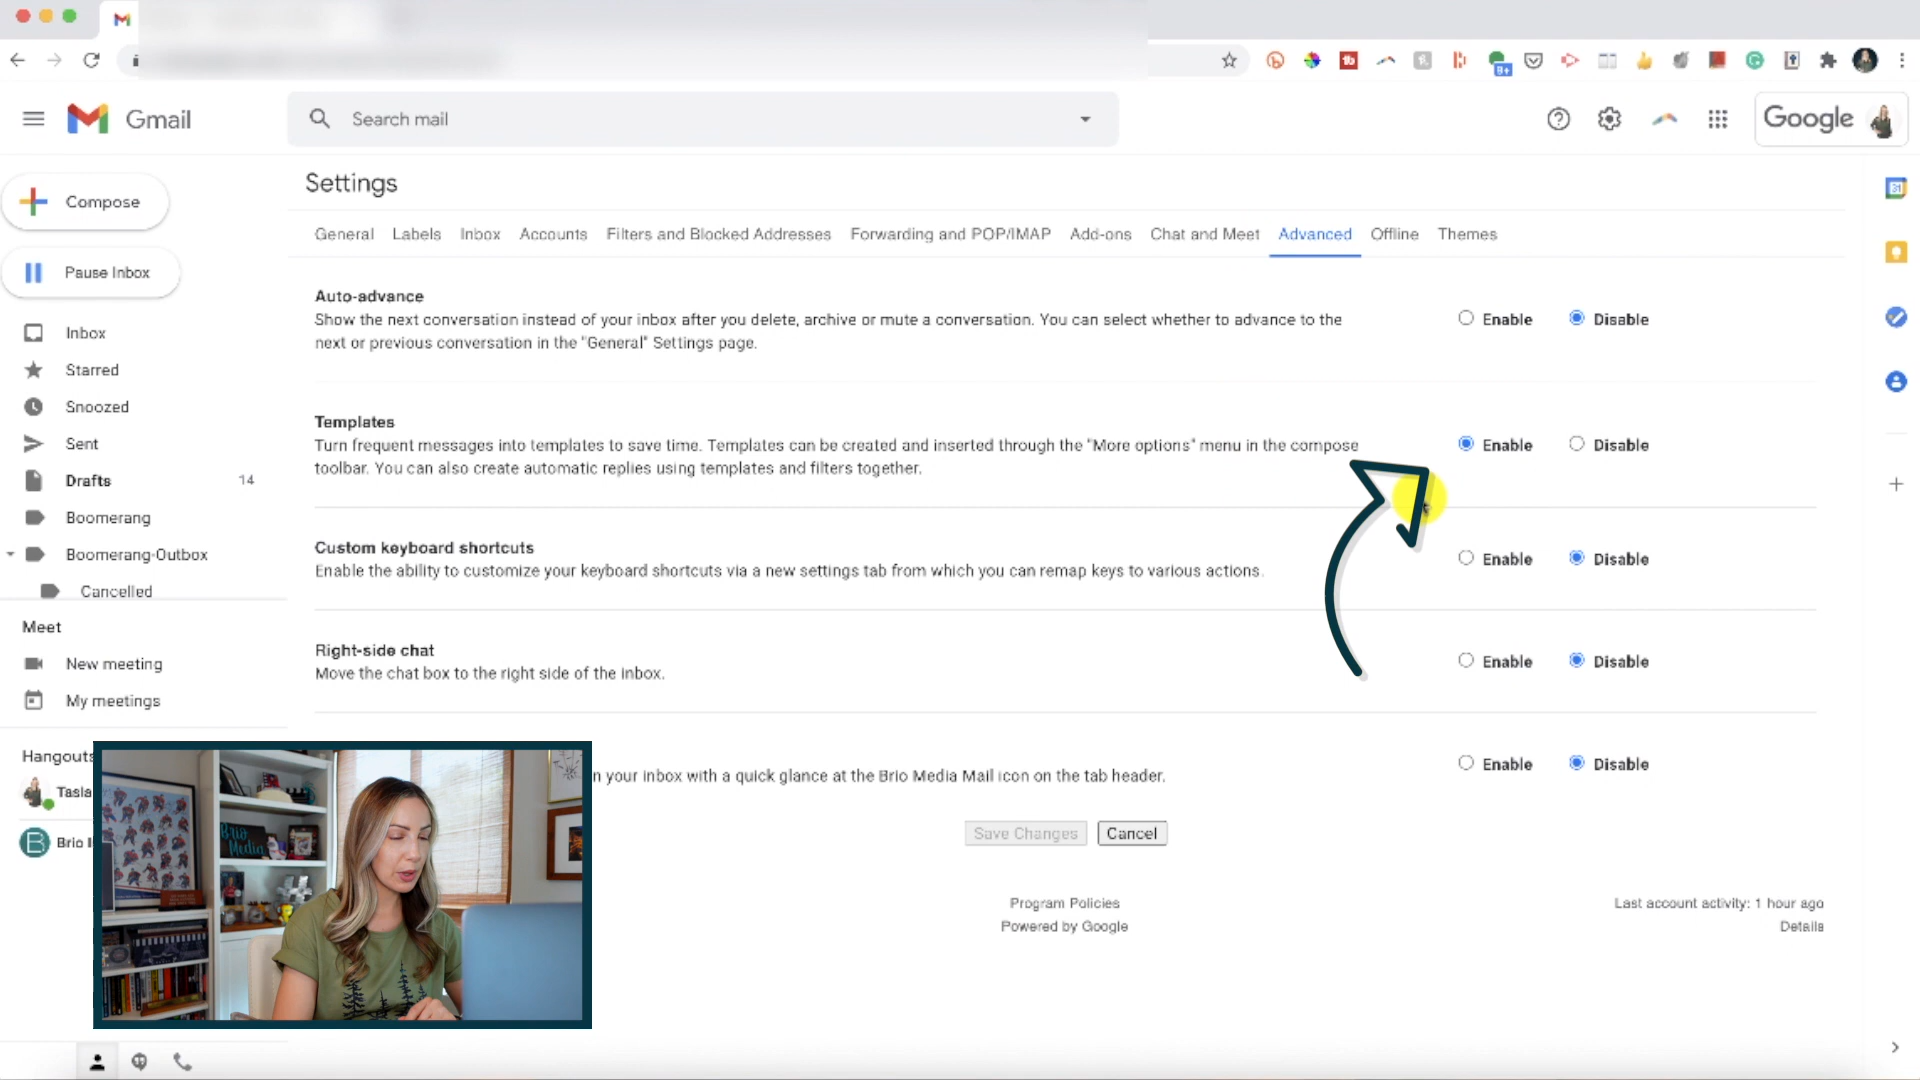 Gmail
Search mail
Google
Compose
Pause Inbox
Inbox
Starred
Snoozed
Sent
Drafts 14
Boomerang
Boomerang-Outbox
Cancelled
Meet
New meeting
My meetings
Hangouts
Tasia
Brio
Settings
General Labels Inbox Accounts Filters and Blocked Addresses Forwarding and POP/IMAP Add-ons Chat and Meet Advanced Offline Themes
Auto-advance
Show the next conversation instead of your inbox after you delete, archive or mute a conversation. You can select whether to advance to the
next or previous conversation in the "General" Settings page.
Enable Disable
Templates
Turn frequent messages into templates to save time. Templates can be created and inserted through the "More options" menu in the compose
toolbar. You can also create automatic replies using templates and filters together.
Enable Disable
Custom keyboard shortcuts
Enable the ability to customize your keyboard shortcuts via a new settings tab from which you can remap keys to various actions.
Enable Disable
Right-side chat
Move the chat box to the right side of the inbox.
Enable Disable
n your inbox with a quick glance at the Brio Media Mail icon on the tab header.
Enable Disable
Save Changes Cancel
Program Policies
Powered by Google
Last account activity: 1 hour ago
Details
Brio
Media
31
B